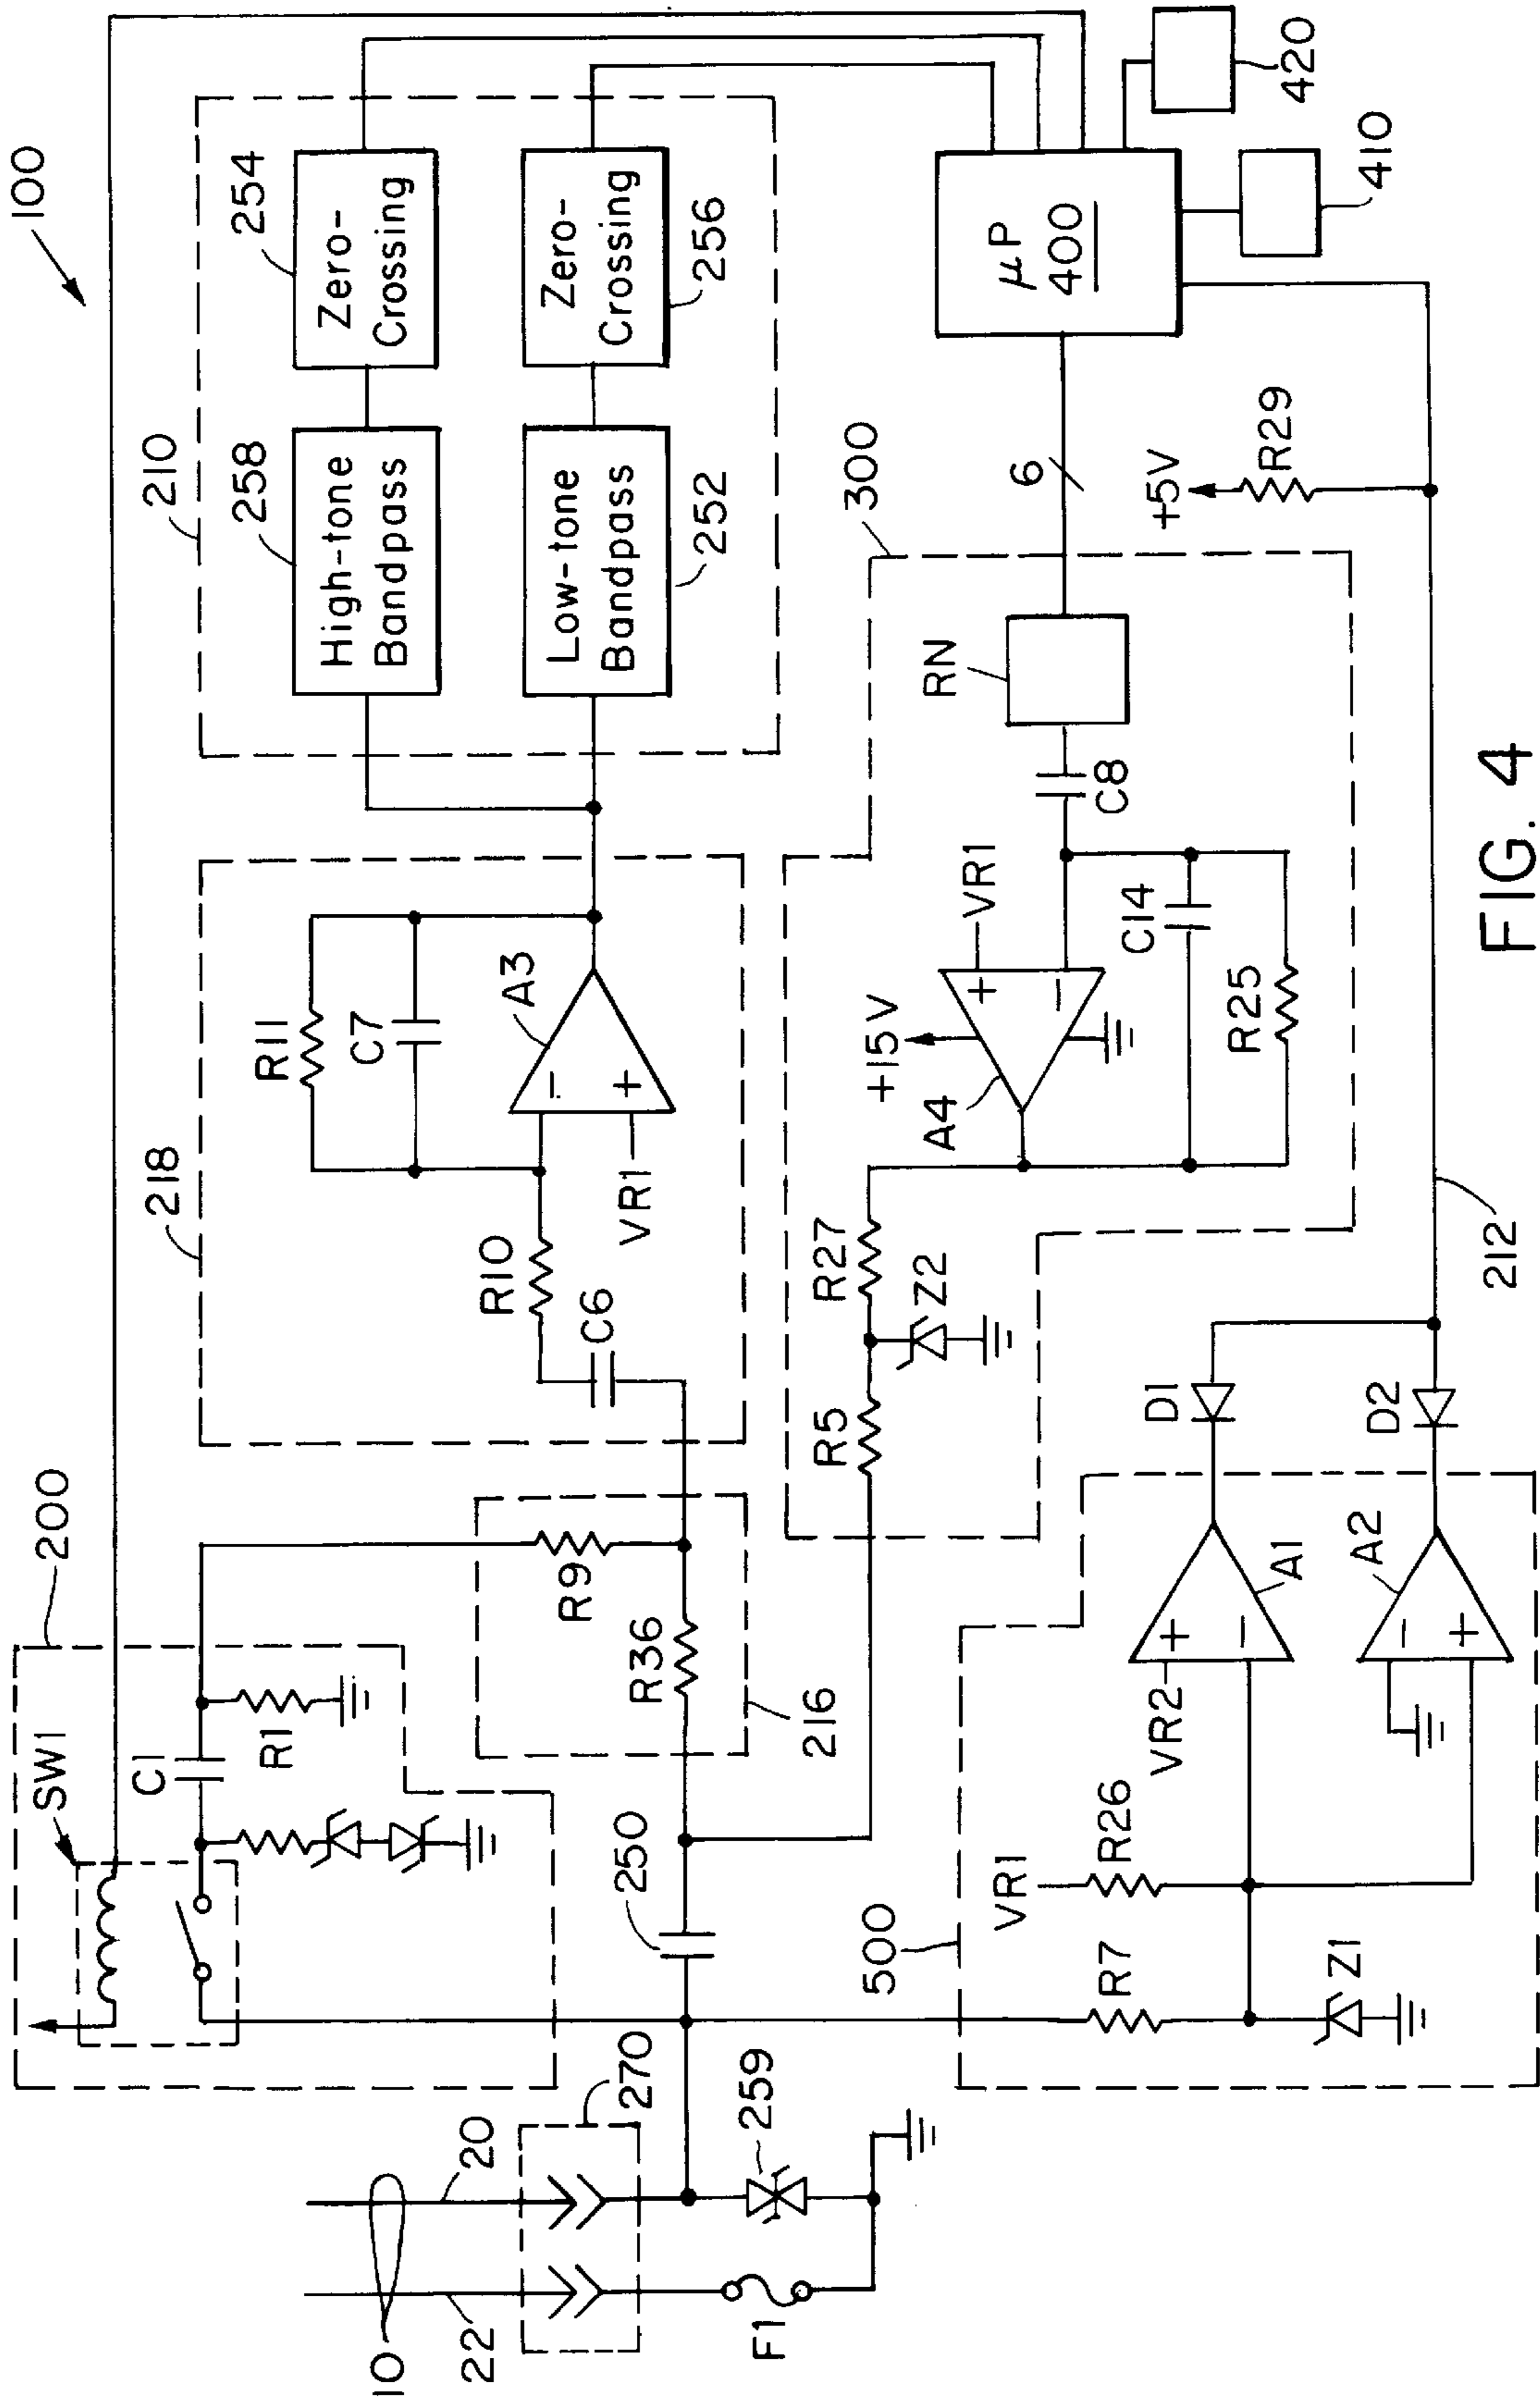 100
200
SW1
C1
R1
218
R11
C7
A3
R10
C6
VR1
210
258
High-tone
Bandpass
254
Zero-
Crossing
Low-tone
Bandpass
252
Zero-
Crossing
256
R9
R36
216
250
10
20
22
270
259
F1
300
R5
R27
Z2
+15V
A4
VR1
C14
R25
C8
RN
6
µP
400
420
410
+5V
R29
500
R7
Z1
VR1
R26
VR2
+
−
A1
−
+
A2
D1
D2
212
−
+
+
−
FIG. 4